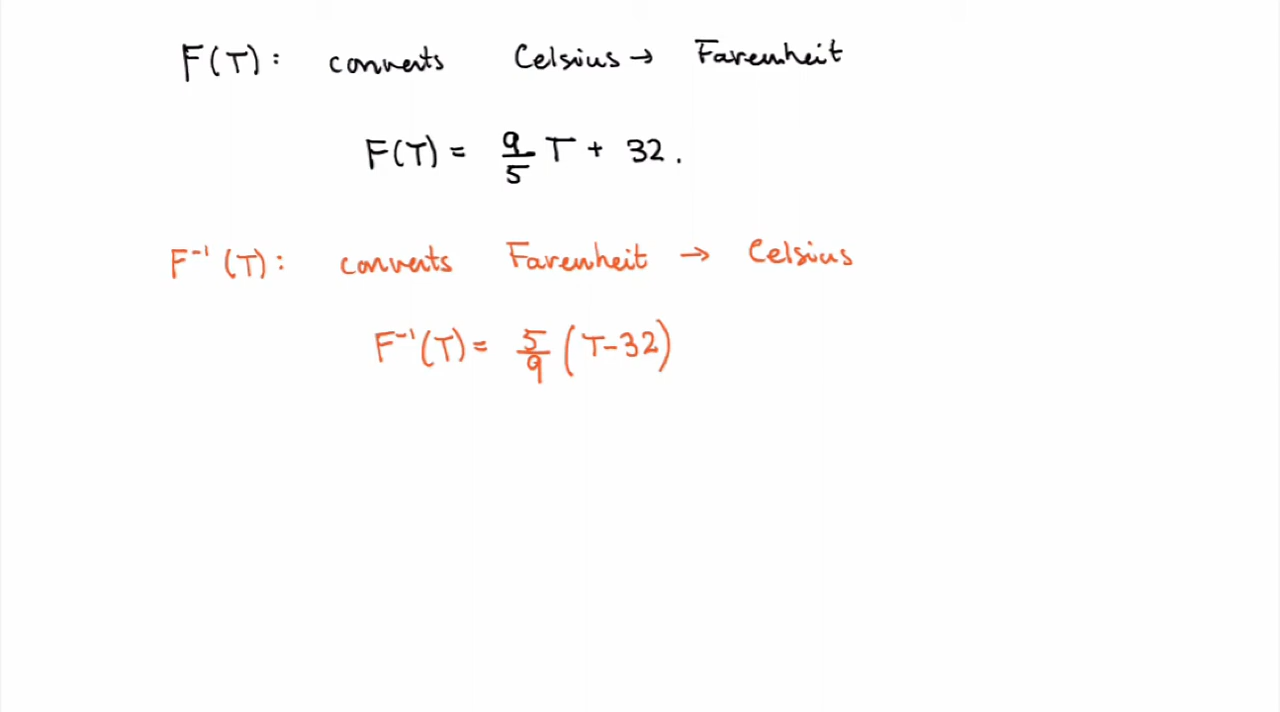 F(T): converts Celsius → Farenheit
F(T) = 9/5 T + 32.
F⁻¹(T): converts Farenheit → Celsius
F⁻¹(T) = 5/9 (T-32)